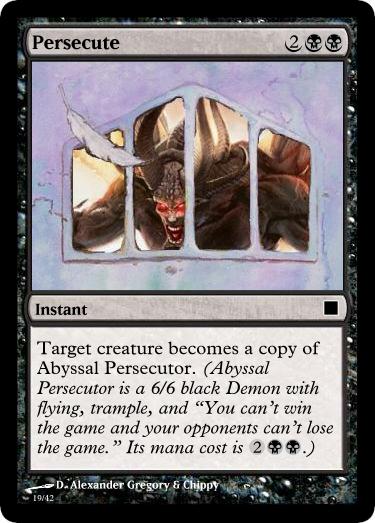 Persecute 2
Instant
Target creature becomes a copy of
Abyssal Persecutor. (Abyssal
Persecutor is a 6/6 black Demon with
flying, trample, and “You can’t win
the game and your opponents can’t lose
the game.” Its mana cost is 2.)
D. Alexander Gregory & Chippy
19/42